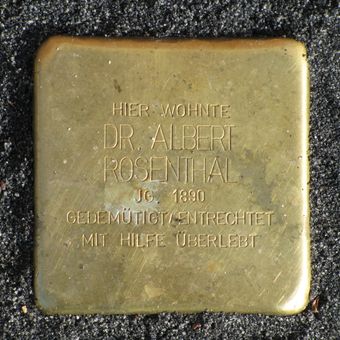 HIER WOHNTE
DR. ALBERT
ROSENTHAL
JG. 1890
GEDEMÜTIGT/ENTRECHTET
MIT HILFE ÜBERLEBT